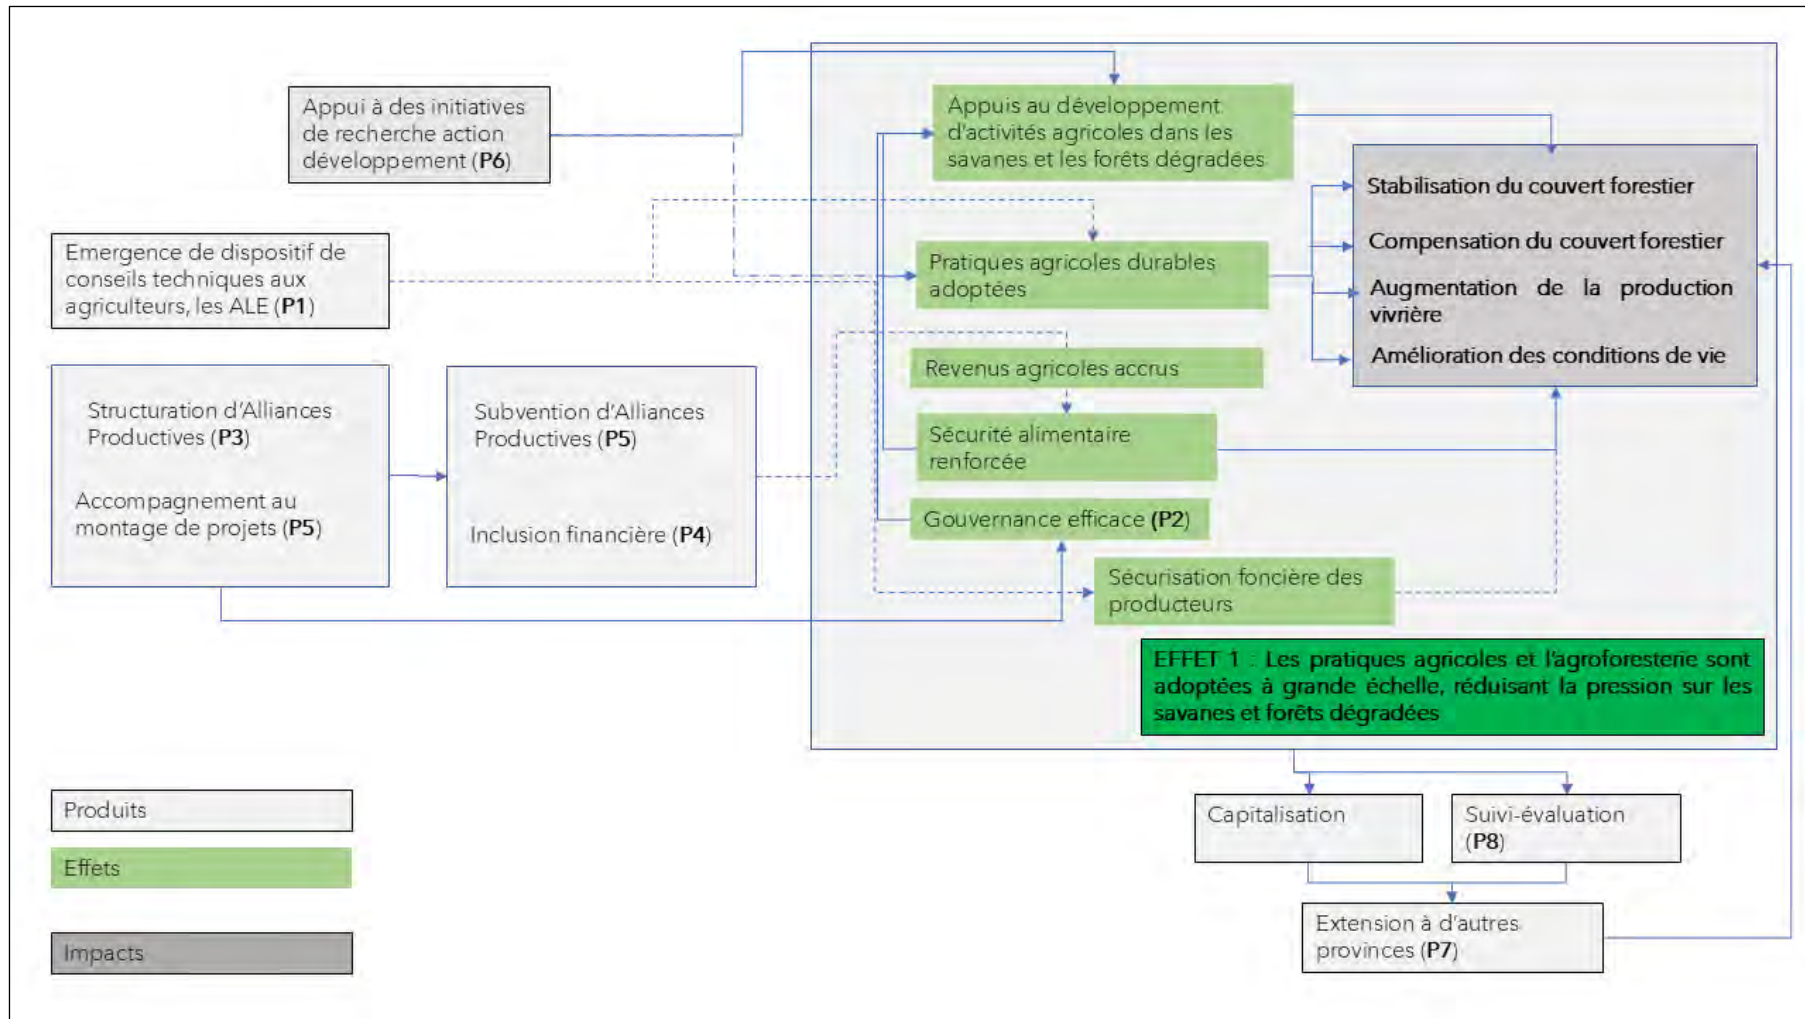 Appui à des initiatives
de recherche action
développement (P6)
Emergence de dispositif de
conseils techniques aux
agriculteurs, les ALE (P1)
Structuration d'Alliances
Productives (P3)
Accompagnement au
montage de projets (P5)
Subvention d'Alliances
Productives (P5)
Inclusion financière (P4)
Appuis au développement
d'activités agricoles dans les
savanes et les forêts dégradées
Pratiques agricoles durables
adoptées
Revenus agricoles accrus
Sécurité alimentaire
renforcée
Gouvernance efficace (P2)
Sécurisation foncière des
producteurs
Stabilisation du couvert forestier
Compensation du couvert forestier
Augmentation de la production
vivrière
Amélioration des conditions de vie
EFFET 1 : Les pratiques agricoles et l'agroforesterie sont
adoptées à grande échelle, réduisant la pression sur les
savanes et forêts dégradées
Capitalisation
Suivi-évaluation
(P8)
Extension à d'autres
provinces (P7)
Produits
Effets
Impacts